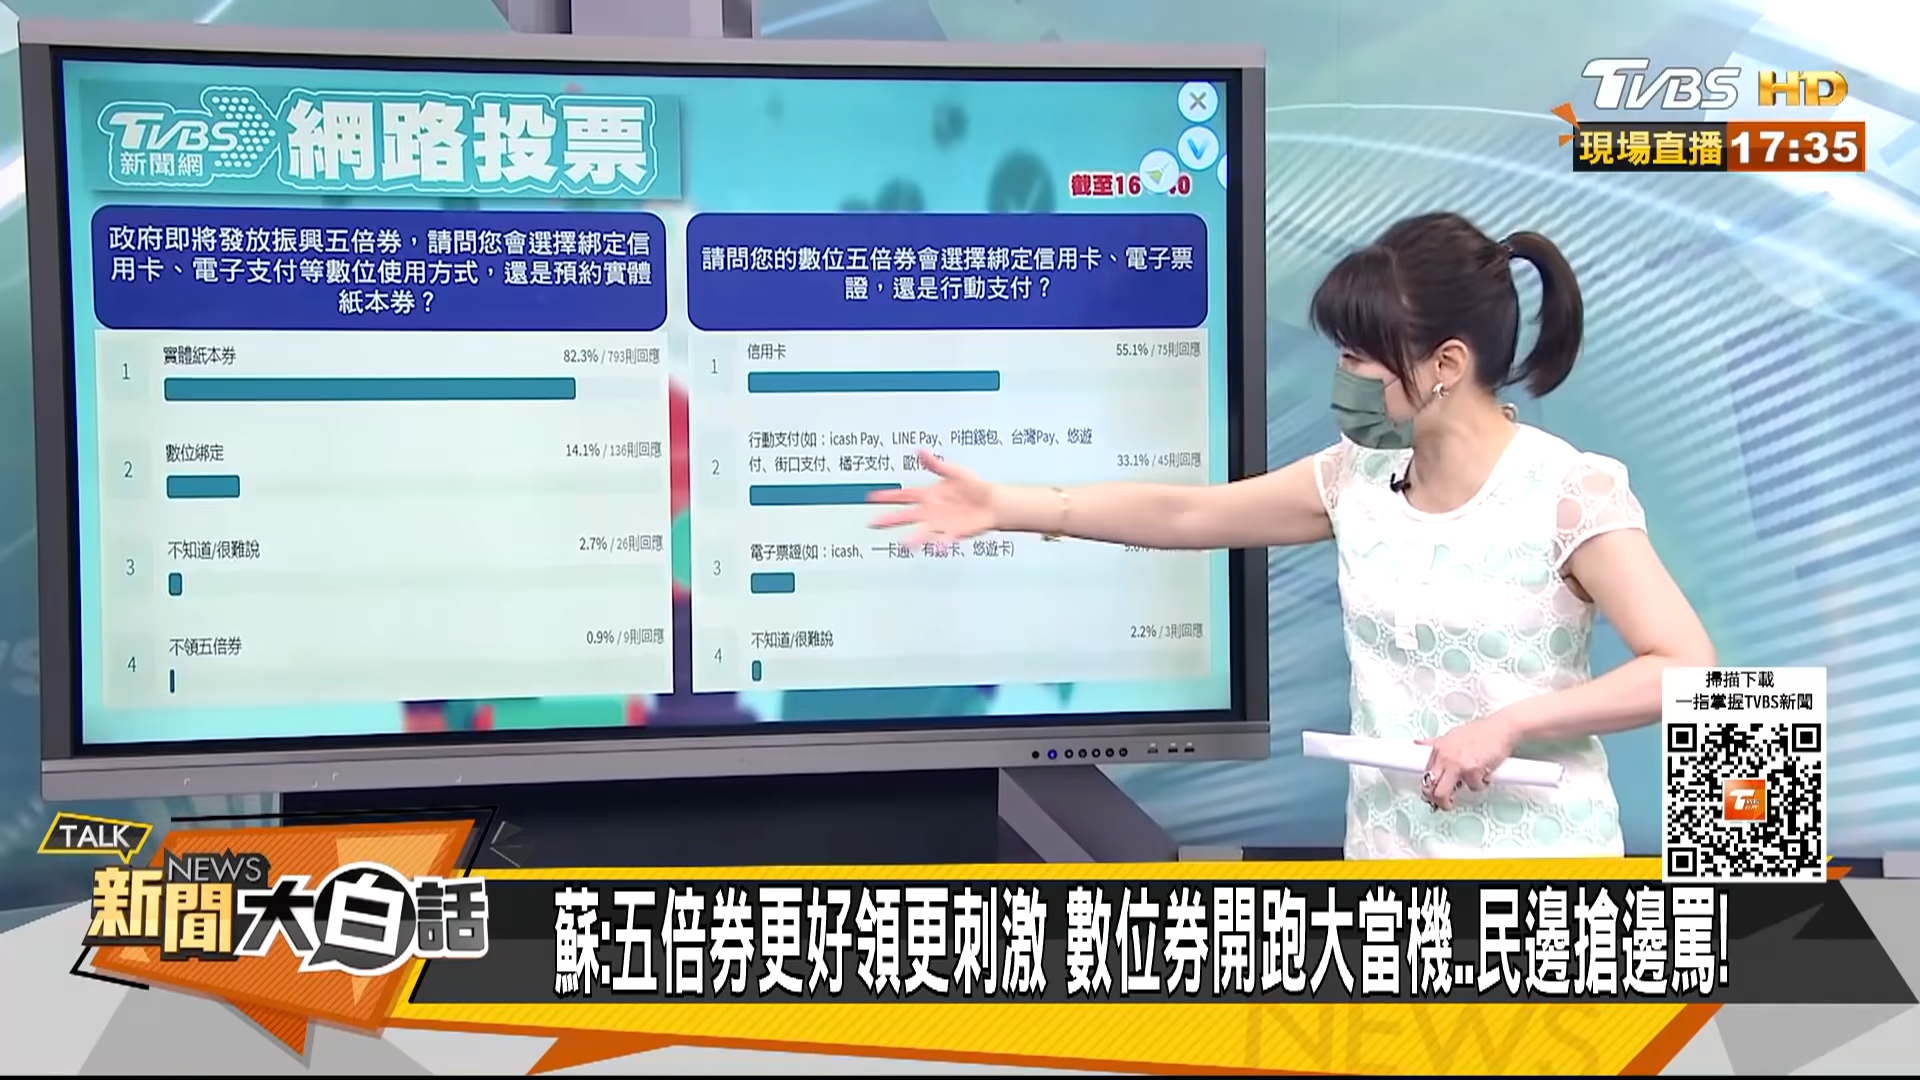 TVBS HD
現場直播 17:35
TVBS
新聞網
網路投票
截至16
政府即將發放振興五倍券，請問您會選擇綁定信
用卡、電子支付等數位使用方式，還是預約實體
紙本券？
1 實體紙本券 82.3% / 793則回應
2 數位綁定 14.1% / 136則回應
3 不知道/很難說 2.7% / 26則回應
4 不領五倍券 0.9% / 9則回應
請問您的數位五倍券會選擇綁定信用卡、電子票
證，還是行動支付？
1 信用卡 55.1% / 75則回應
2 行動支付(如：icash Pay、LINE Pay、Pi拍錢包、台灣Pay、悠遊
付、街口支付、橘子支付、歐付 33.1% / 45則回應
3 電子票證(如：icash、一卡通、有錢卡、悠遊卡)
4 不知道/很難說 2.2% / 3則回應
掃描下載
一指掌握TVBS新聞
TALK
NEWS
新聞大白話
蘇:五倍券更好領更刺激 數位券開跑大當機..民邊搶邊罵!
NEWS